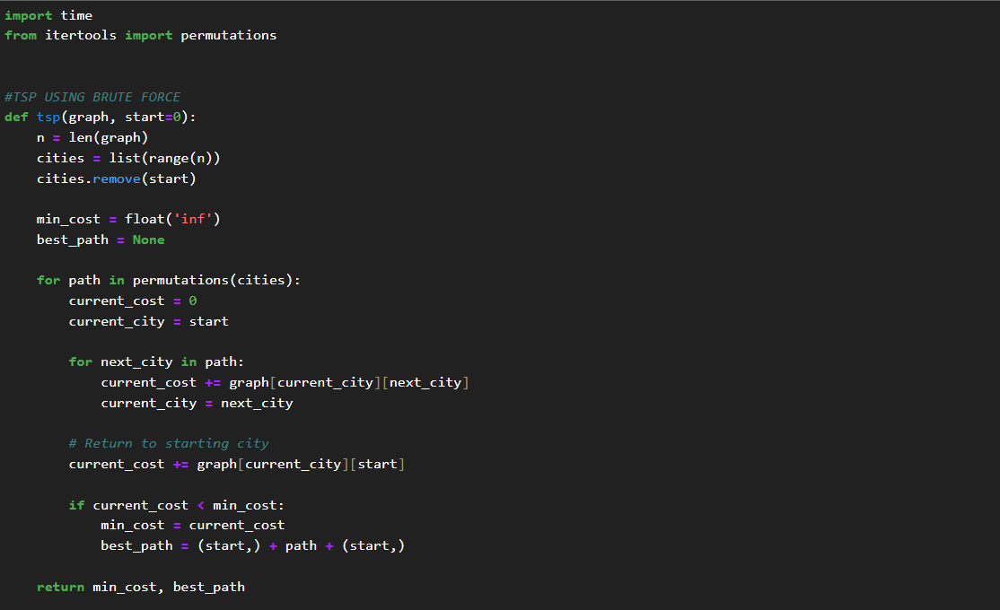 import time
from itertools import permutations
#TSP USING BRUTE FORCE
def tsp(graph, start=0):
    n = len(graph)
    cities = list(range(n))
    cities.remove(start)
    min_cost = float('inf')
    best_path = None
    for path in permutations(cities):
        current_cost = 0
        current_city = start
        for next_city in path:
            current_cost += graph[current_city][next_city]
            current_city = next_city
        # Return to starting city
        current_cost += graph[current_city][start]
        if current_cost < min_cost:
            min_cost = current_cost
            best_path = (start,) + path + (start,)
    return min_cost, best_path